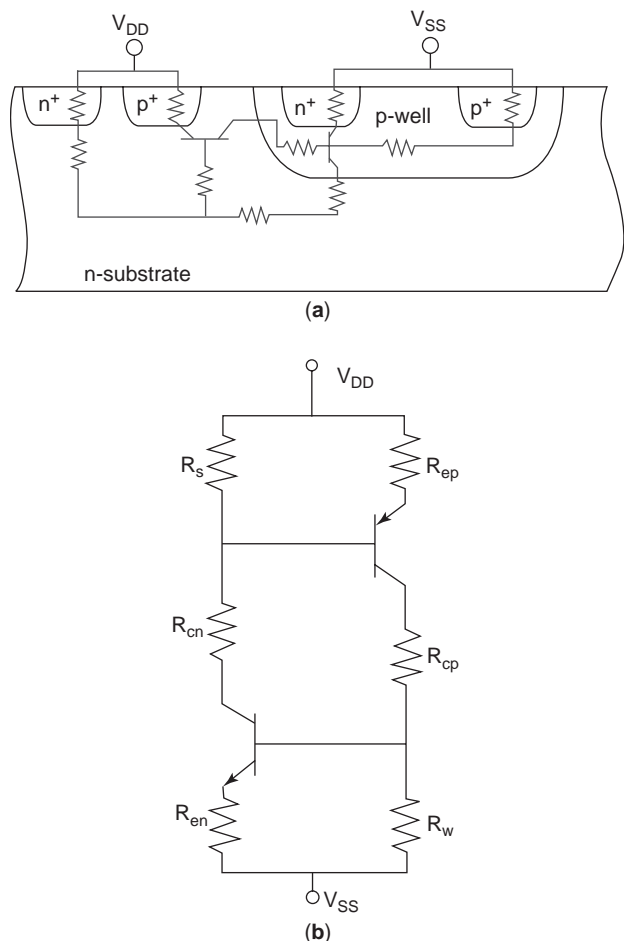 V_DD V_SS
n⁺ p⁺ n⁺ p-well p⁺
n-substrate
(a)
V_DD
R_s R_ep
R_cn R_cp
R_en R_w
V_SS
(b)